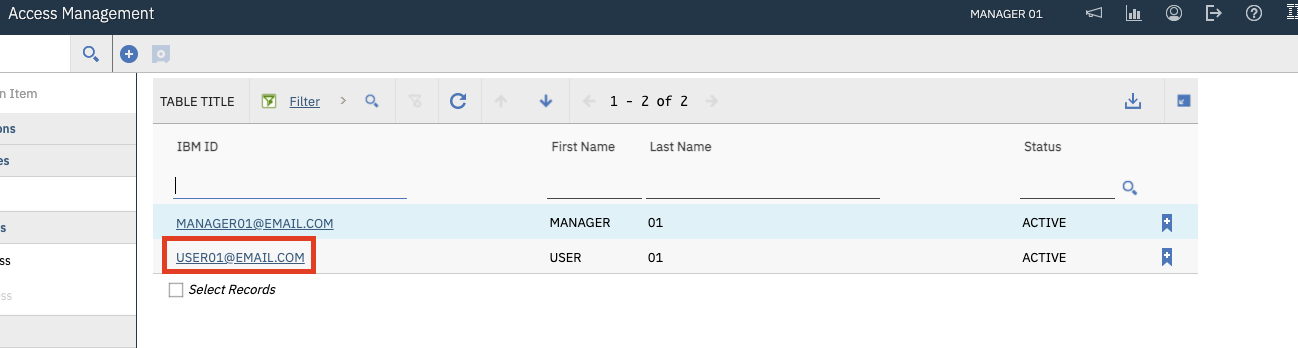 Access Management
MANAGER 01
n Item
TABLE TITLE
Filter
1 - 2 of 2
ons
es
s
ss
ess
IBM ID First Name Last Name Status
MANAGER01@EMAIL.COM MANAGER 01 ACTIVE
USER01@EMAIL.COM USER 01 ACTIVE
Select Records